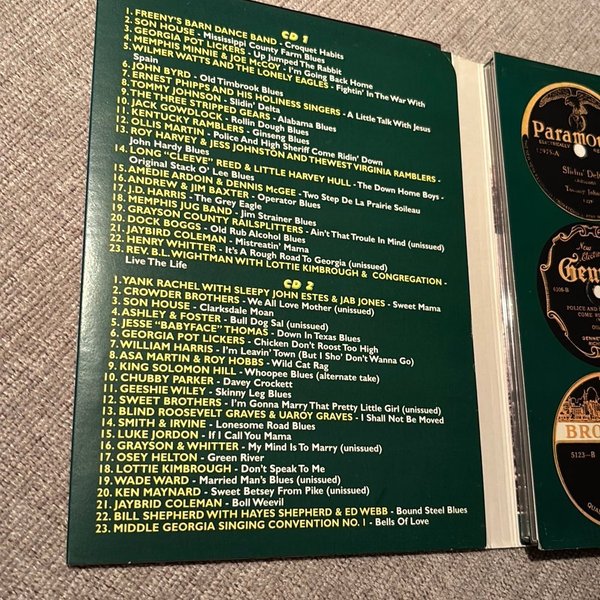 CD 1
1. FREENY'S BARN DANCE BAND - Croquet Habits
2. SON HOUSE - Mississippi County Farm Blues
3. GEORGIA POT LICKERS - Up Jumped The Rabbit
4. MEMPHIS MINNIE & JOE McCOY - I'm Going Back Home
5. WILMER WATTS AND THE LONELY EAGLES - Fightin' In The War With
Spain
6. JOHN BYRD - Old Timbrook Blues
7. ERNEST PHIPPS AND HIS HOLINESS SINGERS - A Little Talk With Jesus
8. TOMMY JOHNSON - Slidin' Delta
9. THE THREE STRIPPED GEARS - Alabama Blues
10. JACK GOWDLOCK - Rollin Dough Blues
11. KENTUCKY RAMBLERS - Ginseng Blues
12. OLLIS MARTIN - Police And High Sheriff Come Ridin' Down
13. ROY HARVEY & JESS JOHNSTON AND THEWEST VIRGINIA RAMBLERS -
John Hardy Blues
14. LONG "CLEEVE" REED & LITTLE HARVEY HULL - The Down Home Boys -
Original Stack O' Lee Blues
15. AMEDIE ARDOIN & DENNIS McGEE - Two Step De La Prairie Soileau
16. ANDREW & JIM BAXTER - Operator Blues
17. J.D. HARRIS - The Grey Eagle
18. MEMPHIS JUG BAND - Jim Strainer Blues
19. GRAYSON COUNTY RAILSPLITTERS - Ain't That Troule In Mind (unissued)
20. DOCK BOGGS - Old Rub Alcohol Blues
21. JAYBIRD COLEMAN - Mistreatin' Mama
22. HENRY WHITTER - It's A Rough Road To Georgia (unissued)
23. REV. B.L. WIGHTMAN WITH LOTTIE KIMBROUGH & CONGREGATION -
Live The Life
CD 2
1. YANK RACHEL WITH SLEEPY JOHN ESTES & JAB JONES - Sweet Mama
2. CROWDER BROTHERS - We All Love Mother (unissued)
3. SON HOUSE - Clarksdale Moan
4. ASHLEY & FOSTER - Bull Dog Sal (unissued)
5. JESSE "BABYFACE" THOMAS - Down In Texas Blues
6. GEORGIA POT LICKERS - Chicken Don't Roost Too High
7. WILLIAM HARRIS - I'm Leavin' Town (But I Sho' Don't Wanna Go)
8. ASA MARTIN & ROY HOBBS - Wild Cat Rag
9. KING SOLOMON HILL - Whoopee Blues (alternate take)
10. CHUBBY PARKER - Davey Crockett
11. GEESHIE WILEY - Skinny Leg Blues
12. SWEET BROTHERS - I'm Gonna Marry That Pretty Little Girl (unissued)
13. BLIND ROOSEVELT GRAVES & UAROY GRAVES - I Shall Not Be Moved
14. SMITH & IRVINE - Lonesome Road Blues
15. LUKE JORDON - If I Call You Mama
16. GRAYSON & WHITTER - My Mind Is To Marry (unissued)
17. OSEY HELTON - Green River
18. LOTTIE KIMBROUGH - Don't Speak To Me
19. WADE WARD - Married Man's Blues (unissued)
20. KEN MAYNARD - Sweet Betsey From Pike (unissued)
21. JAYBRID COLEMAN - Boll Weevil
22. BILL SHEPHERD WITH HAYES SHEPHERD & ED WEBB - Bound Steel Blues
23. MIDDLE GEORGIA SINGING CONVENTION NO. 1 - Bells Of Love
Paramou
12975-A
Slidin' Del
New
Genn
POLICE AND
COME
BRO
5123-B